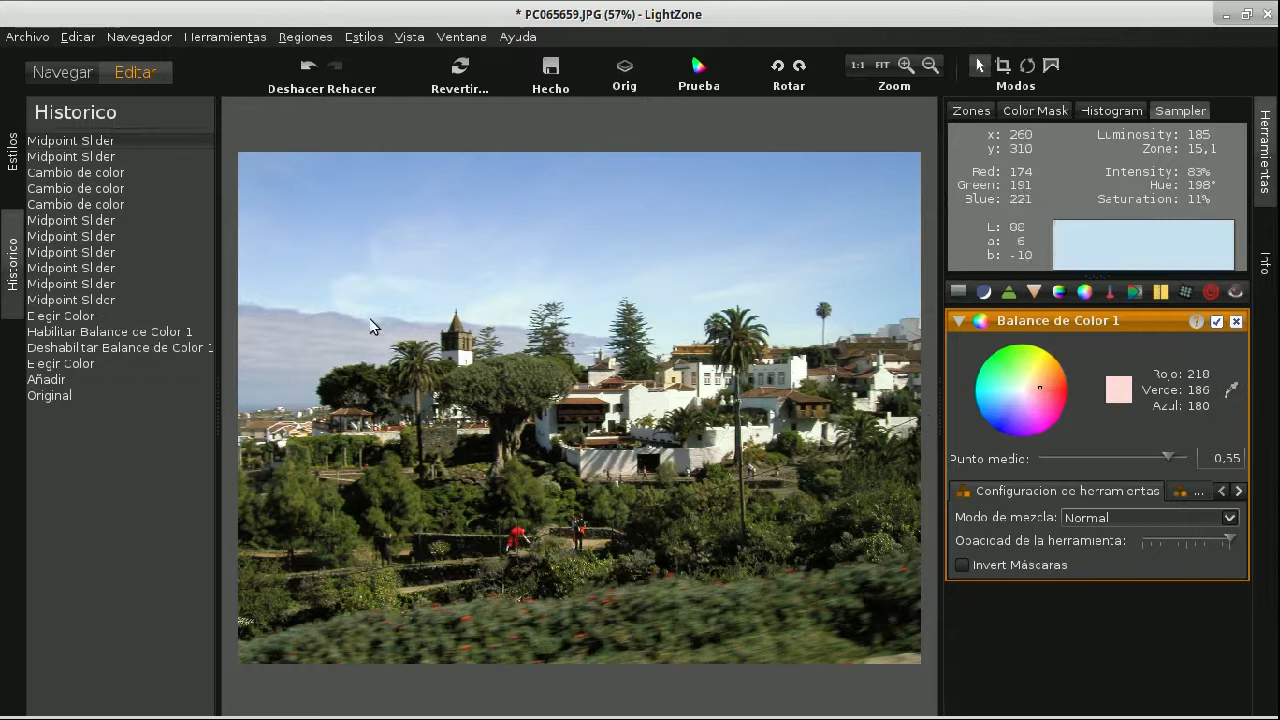 * PC065659.JPG (57%) - LightZone
Archivo Editar Navegador Herramientas Regiones Estilos Vista Ventana Ayuda
Navegar Editar
Deshacer Rehacer Revertir... Hecho Orig Prueba Rotar 1:1 FIT Zoom Modos
Historico
Estilos
Historico
Midpoint Slider
Midpoint Slider
Cambio de color
Cambio de color
Cambio de color
Midpoint Slider
Midpoint Slider
Midpoint Slider
Midpoint Slider
Midpoint Slider
Midpoint Slider
Elegir Color
Habilitar Balance de Color 1
Deshabilitar Balance de Color 1
Elegir Color
Añadir
Original
Zones Color Mask Histogram Sampler
x: 260 Luminosity: 185
y: 310 Zone: 15,1
Red: 174 Intensity: 83%
Green: 191 Hue: 198°
Blue: 221 Saturation: 11%
L: 80
a: 6
b: -10
Herramientas
Info
Balance de Color 1
Rojo: 210
Verde: 186
Azul: 180
Punto medio: 0,55
Configuracion de herramientas ...
Modo de mezcla: Normal
Opacidad de la herramienta:
Invert Máscaras